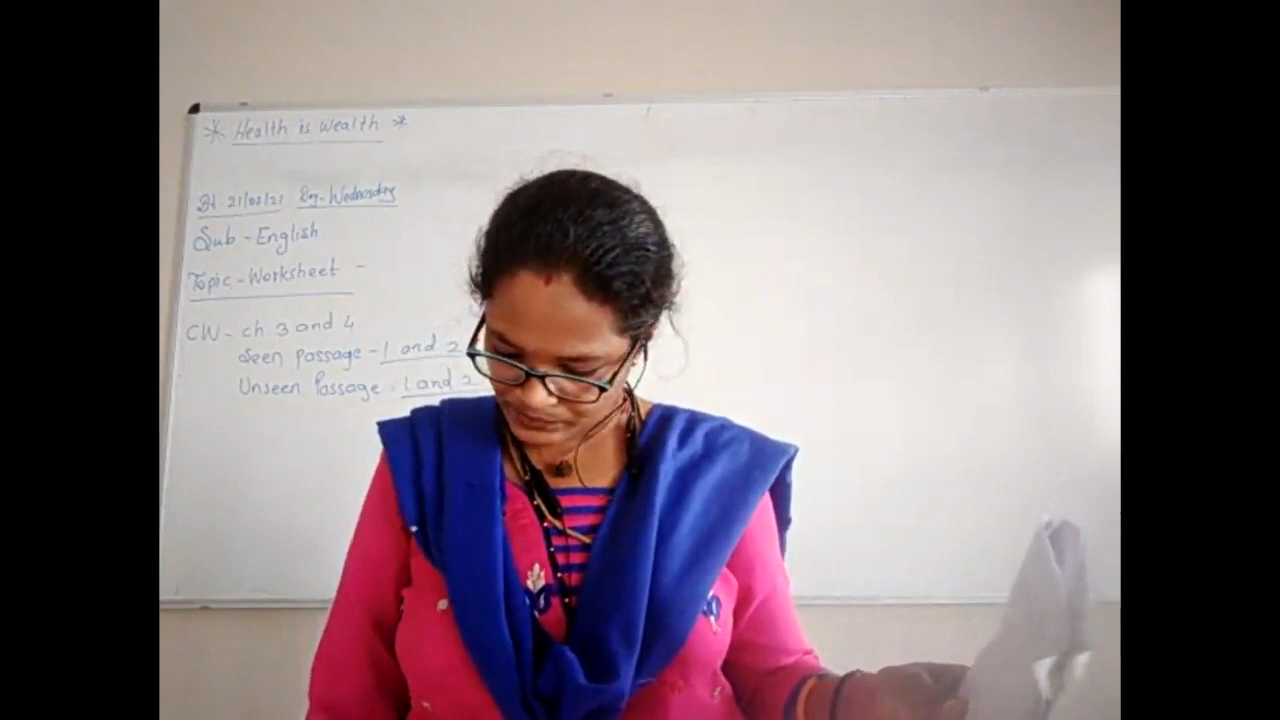 * Health is Wealth *
Dt 21/07/21 Day-Wednesday
Sub - English
Topic - Worksheet -
CW - ch 3 and 4
Seen passage - 1 and 2
Unseen Passage - 1 and 2